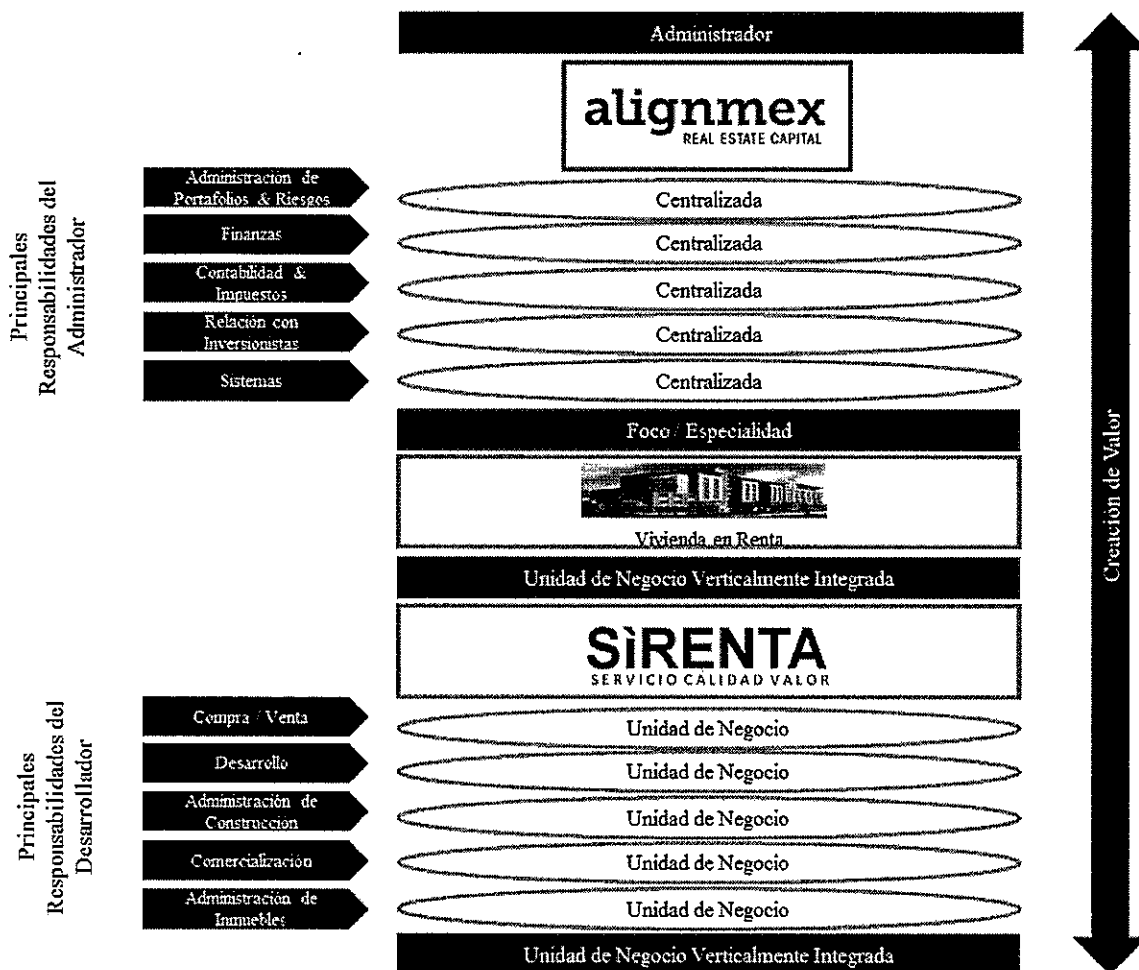 Administrador
alignmex
REAL ESTATE CAPITAL
Principales
Responsabilidades del
Administrador
Administración de
Portafolios & Riesgos
Centralizada
Finanzas
Centralizada
Contabilidad &
Impuestos
Centralizada
Relación con
Inversionistas
Centralizada
Sistemas
Centralizada
Foco / Especialidad
Vivienda en Renta
Unidad de Negocio Verticalmente Integrada
SìRENTA
SERVICIO CALIDAD VALOR
Principales
Responsabilidades del
Desarrollador
Compra / Venta
Unidad de Negocio
Desarrollo
Unidad de Negocio
Administración de
Construcción
Unidad de Negocio
Comercialización
Unidad de Negocio
Administración de
Inmuebles
Unidad de Negocio
Unidad de Negocio Verticalmente Integrada
Creación de Valor